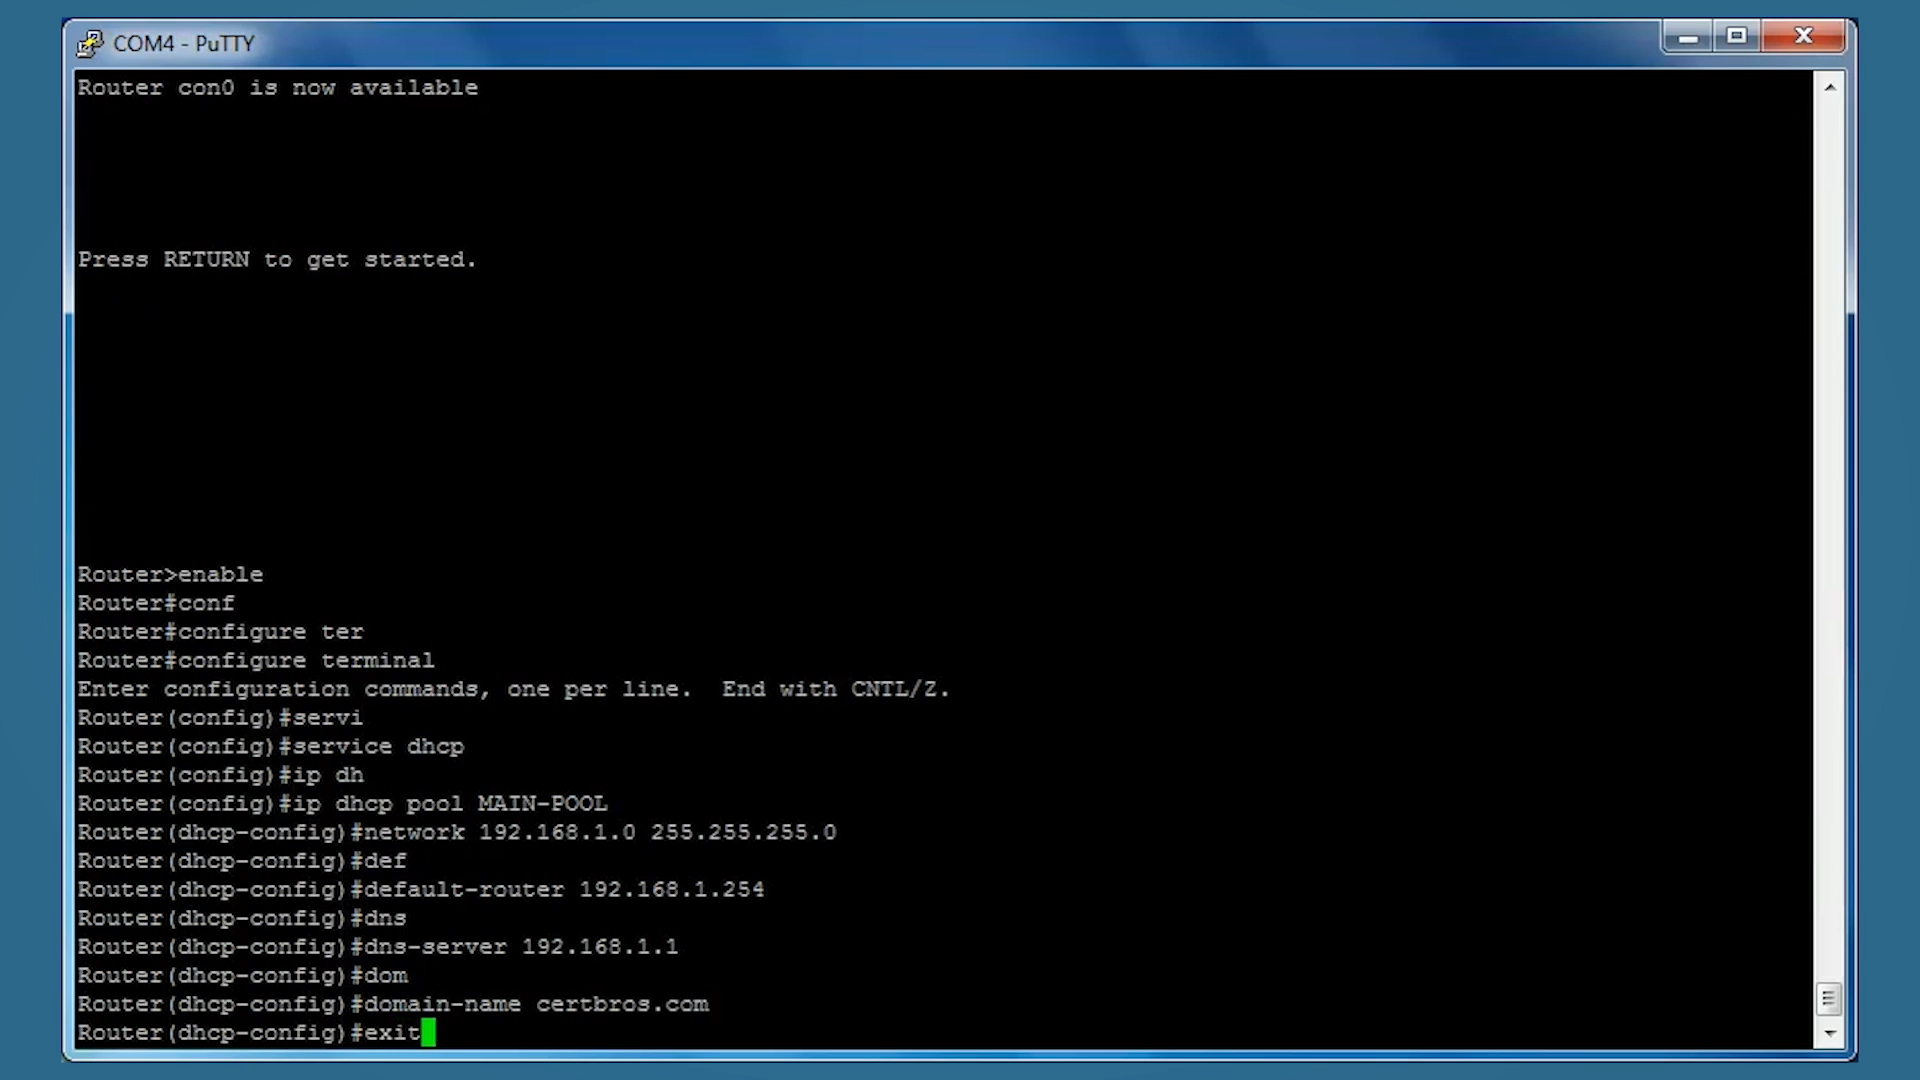 COM4 - PuTTY
Router con0 is now available
Press RETURN to get started.
Router>enable
Router#conf
Router#configure ter
Router#configure terminal
Enter configuration commands, one per line.  End with CNTL/Z.
Router(config)#servi
Router(config)#service dhcp
Router(config)#ip dh
Router(config)#ip dhcp pool MAIN-POOL
Router(dhcp-config)#network 192.168.1.0 255.255.255.0
Router(dhcp-config)#def
Router(dhcp-config)#default-router 192.168.1.254
Router(dhcp-config)#dns
Router(dhcp-config)#dns-server 192.168.1.1
Router(dhcp-config)#dom
Router(dhcp-config)#domain-name certbros.com
Router(dhcp-config)#exit